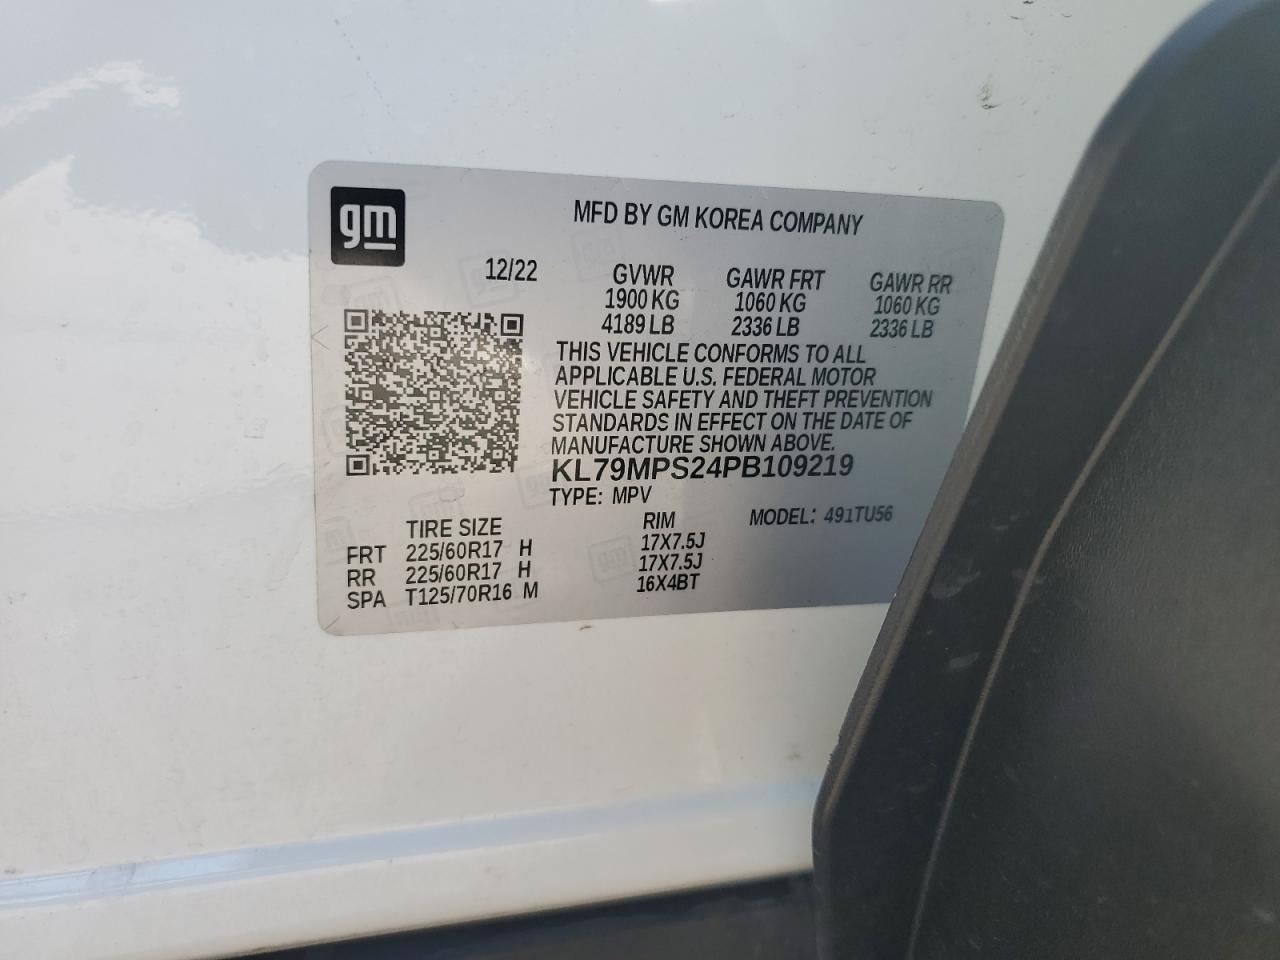 gm
MFD BY GM KOREA COMPANY
12/22 GVWR GAWR FRT GAWR RR
1900 KG 1060 KG 1060 KG
4189 LB 2336 LB 2336 LB
THIS VEHICLE CONFORMS TO ALL
APPLICABLE U.S. FEDERAL MOTOR
VEHICLE SAFETY AND THEFT PREVENTION
STANDARDS IN EFFECT ON THE DATE OF
MANUFACTURE SHOWN ABOVE.
KL79MPS24PB109219
TYPE: MPV
MODEL: 491TU56
TIRE SIZE RIM
FRT 225/60R17 H 17X7.5J
RR 225/60R17 H 17X7.5J
SPA T125/70R16 M 16X4BT